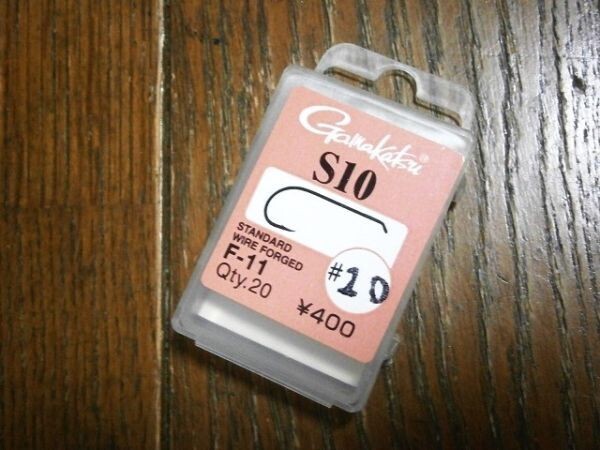 Gamakatsu®
S10
STANDARD
WIRE FORGED
F-11
Qty.20
#10
¥400